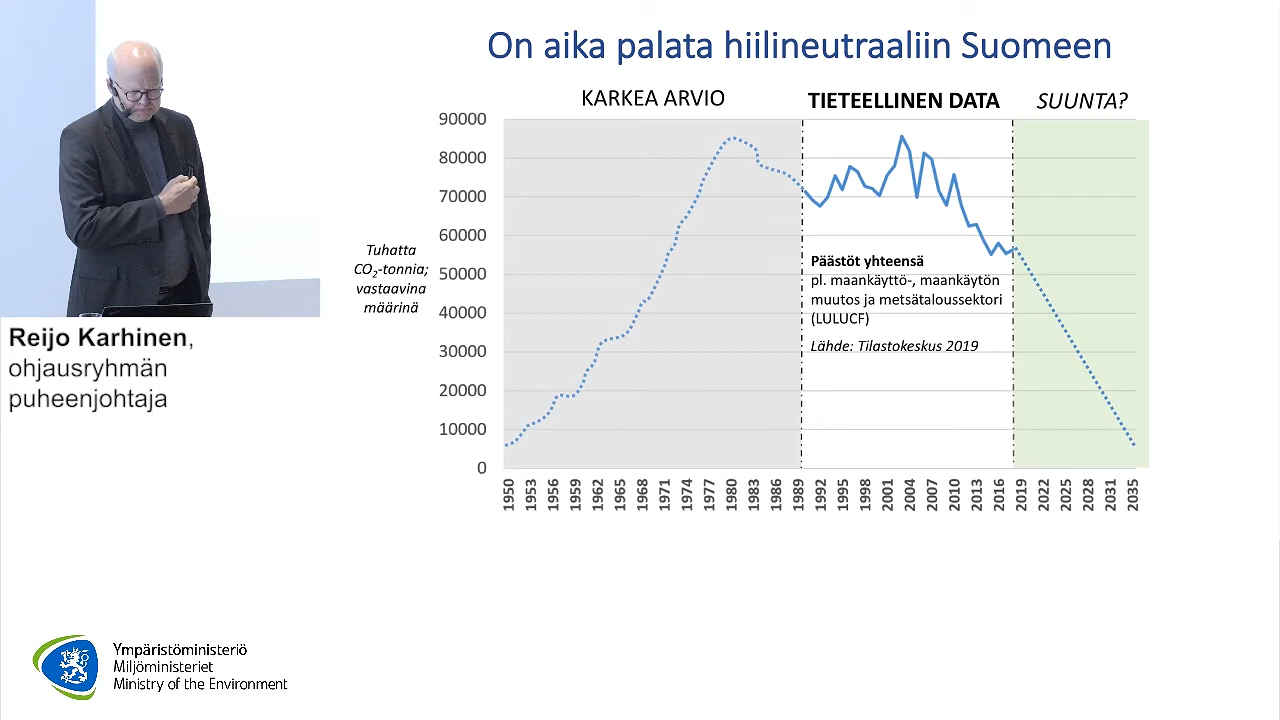 On aika palata hiilineutraaliin Suomeen
KARKEA ARVIO
TIETEELLINEN DATA
SUUNTA?
90000
80000
70000
60000
50000
40000
30000
20000
10000
0
Tuhatta
CO₂-tonnia;
vastaavina
määrinä
Päästöt yhteensä
pl. maankäyttö-, maankäytön
muutos ja metsätaloussektori
(LULUCF)
Lähde: Tilastokeskus 2019
1950 1953 1956 1959 1962 1965 1968 1971 1974 1977 1980 1983 1986 1989 1992 1995 1998 2001 2004 2007 2010 2013 2016 2019 2022 2025 2028 2031 2035
Reijo Karhinen,
ohjausryhmän
puheenjohtaja
Ympäristöministeriö
Miljöministeriet
Ministry of the Environment